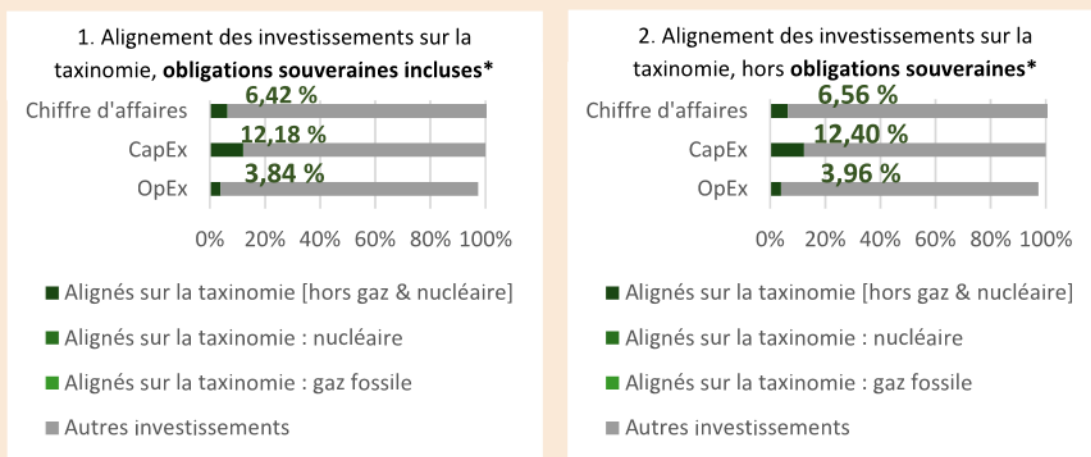 1. Alignement des investissements sur la
taxinomie, obligations souveraines incluses*
Chiffre d'affaires
6,42 %
CapEx
12,18 %
OpEx
3,84 %
0% 20% 40% 60% 80% 100%
Alignés sur la taxinomie [hors gaz & nucléaire]
Alignés sur la taxinomie : nucléaire
Alignés sur la taxinomie : gaz fossile
Autres investissements
2. Alignement des investissements sur la
taxinomie, hors obligations souveraines*
Chiffre d'affaires
6,56 %
CapEx
12,40 %
OpEx
3,96 %
0% 20% 40% 60% 80% 100%
Alignés sur la taxinomie [hors gaz & nucléaire]
Alignés sur la taxinomie : nucléaire
Alignés sur la taxinomie : gaz fossile
Autres investissements